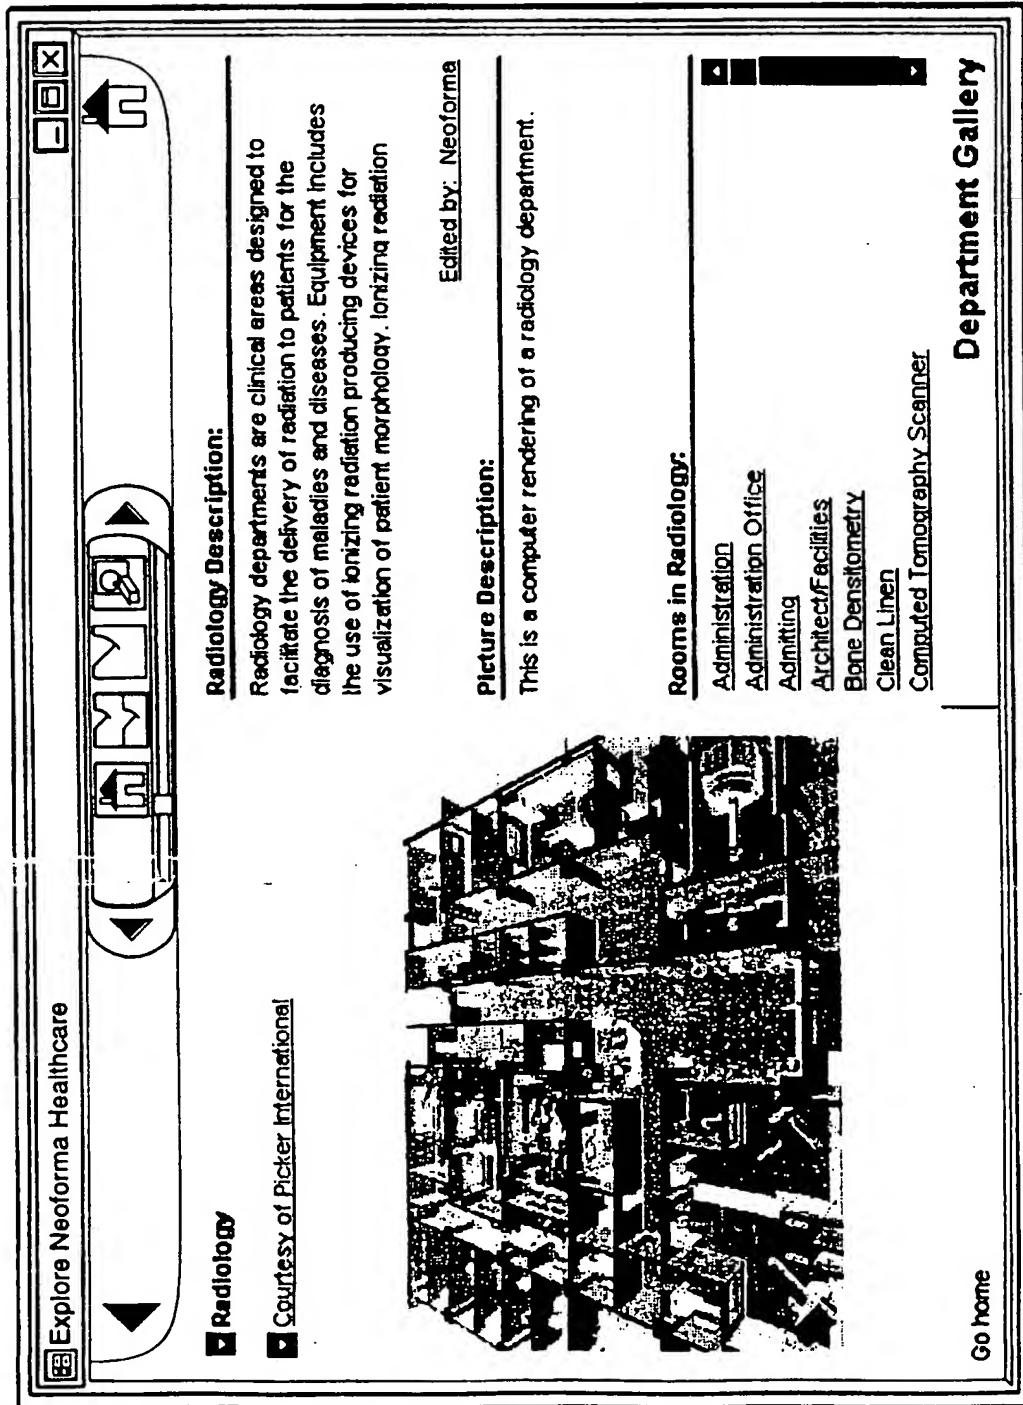 Explore Neoforma Healthcare
Radiology
Courtesy of Picker International
Radiology Description:
Radiology departments are clinical areas designed to
facilitate the delivery of radiation to patients for the
diagnosis of maladies and diseases. Equipment includes
the use of ionizing radiation producing devices for
visualization of patient morphology. Ionizing radiation
Edited by: Neoforma
Picture Description:
This is a computer rendering of a radiology department.
Rooms in Radiology:
Administration
Administration Office
Admitting
Architect/Facilities
Bone Densitometry
Clean Linen
Computed Tomography Scanner
Go home
Department Gallery